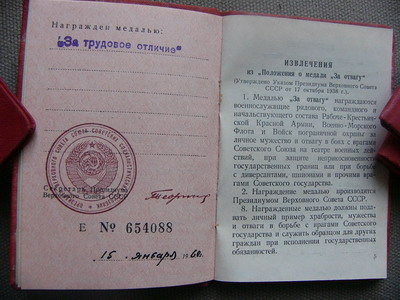 Награжден медалью:
"За трудовое отличие"
Секретарь Президиума
Верховного Совета СССР
Е № 654088
15 января 196
ИЗВЛЕЧЕНИЯ
из „Положения о медали „За отвагу"
(Утверждено Указом Президиума Верховного Совета
СССР от 17 октября 1938 г.).
1. Медалью „За отвагу" награждаются
военнослужащие рядового, командного и
начальствующего состава Рабоче-Крестьян-
ской Красной Армии, Военно-Морского
Флота и Войск пограничной охраны за
личное мужество и отвагу в боях с врагами
Советского Союза на театре военных дей-
ствий, при защите неприкосновенности
государственных границ или при борьбе
с диверсантами, шпионами и прочими вра-
гами Советского государства.
2. Награждение медалью производится
Президиумом Верховного Совета СССР.
3. Награжденные медалью должны пода-
вать личный пример храбрости, мужества
и отваги в борьбе с врагами Советского
государства и служить образцом для других
граждан при исполнении государственных
обязанностей.